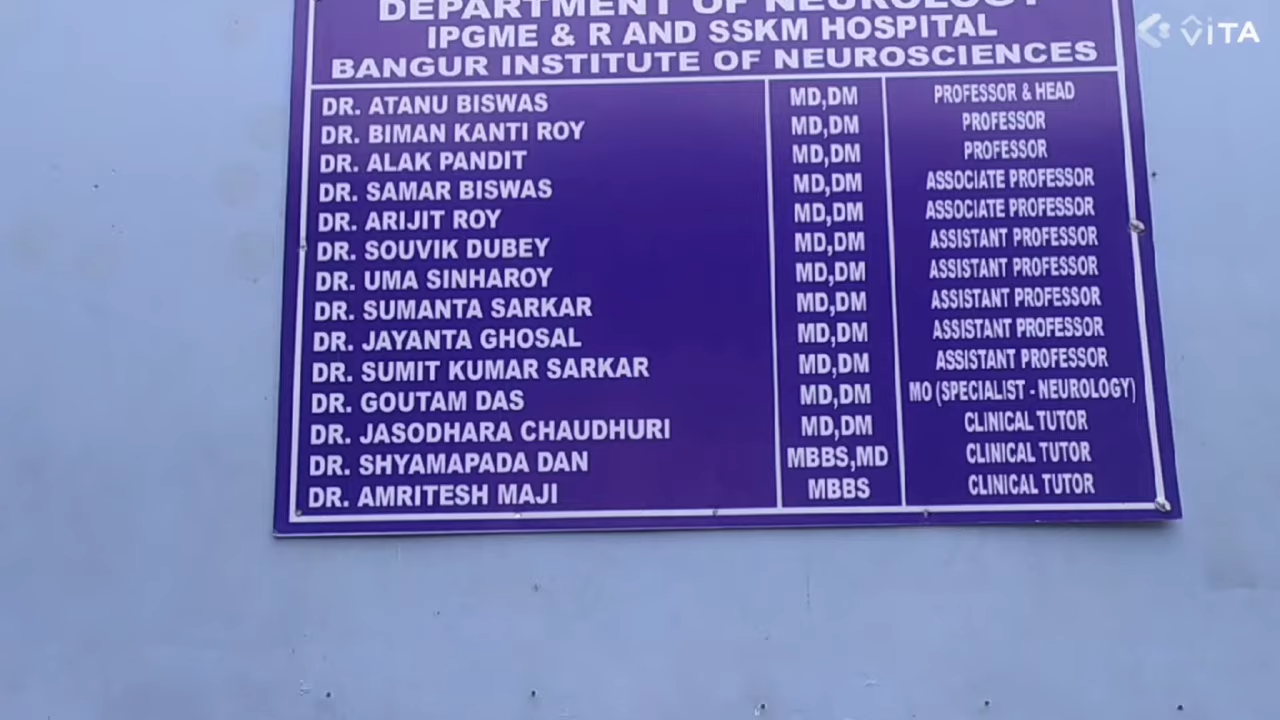 DEPARTMENT OF NEUROLOGY
IPGME & R AND SSKM HOSPITAL
BANGUR INSTITUTE OF NEUROSCIENCES
DR. ATANU BISWAS MD,DM PROFESSOR & HEAD
DR. BIMAN KANTI ROY MD,DM PROFESSOR
DR. ALAK PANDIT MD,DM PROFESSOR
DR. SAMAR BISWAS MD,DM ASSOCIATE PROFESSOR
DR. ARIJIT ROY MD,DM ASSOCIATE PROFESSOR
DR. SOUVIK DUBEY MD,DM ASSISTANT PROFESSOR
DR. UMA SINHAROY MD,DM ASSISTANT PROFESSOR
DR. SUMANTA SARKAR MD,DM ASSISTANT PROFESSOR
DR. JAYANTA GHOSAL MD,DM ASSISTANT PROFESSOR
DR. SUMIT KUMAR SARKAR MD,DM ASSISTANT PROFESSOR
DR. GOUTAM DAS MD,DM MO (SPECIALIST - NEUROLOGY)
DR. JASODHARA CHAUDHURI MD,DM CLINICAL TUTOR
DR. SHYAMAPADA DAN MBBS,MD CLINICAL TUTOR
DR. AMRITESH MAJI MBBS CLINICAL TUTOR
ViTA